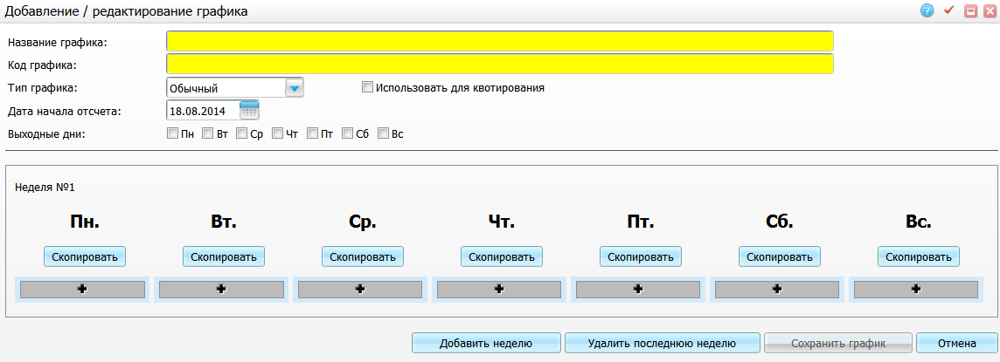 Добавление / редактирование графика
Название графика:
Код графика:
Тип графика: Обычный Использовать для квотирования
Дата начала отсчета: 18.08.2014
Выходные дни: Пн Вт Ср Чт Пт Сб Вс
Неделя №1
Пн. Вт. Ср. Чт. Пт. Сб. Вс.
Скопировать Скопировать Скопировать Скопировать Скопировать Скопировать Скопировать
Добавить неделю Удалить последнюю неделю Сохранить график Отмена